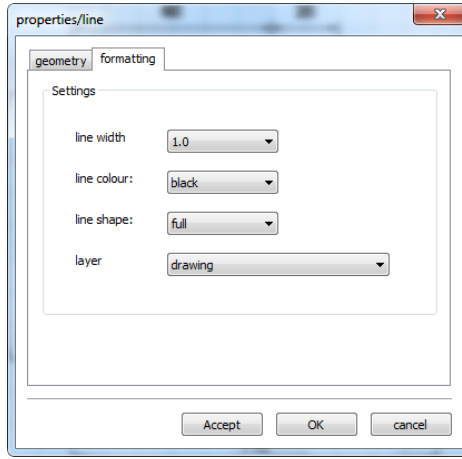 properties/line
geometry formatting
Settings
line width 1.0
line colour: black
line shape: full
layer drawing
Accept OK cancel